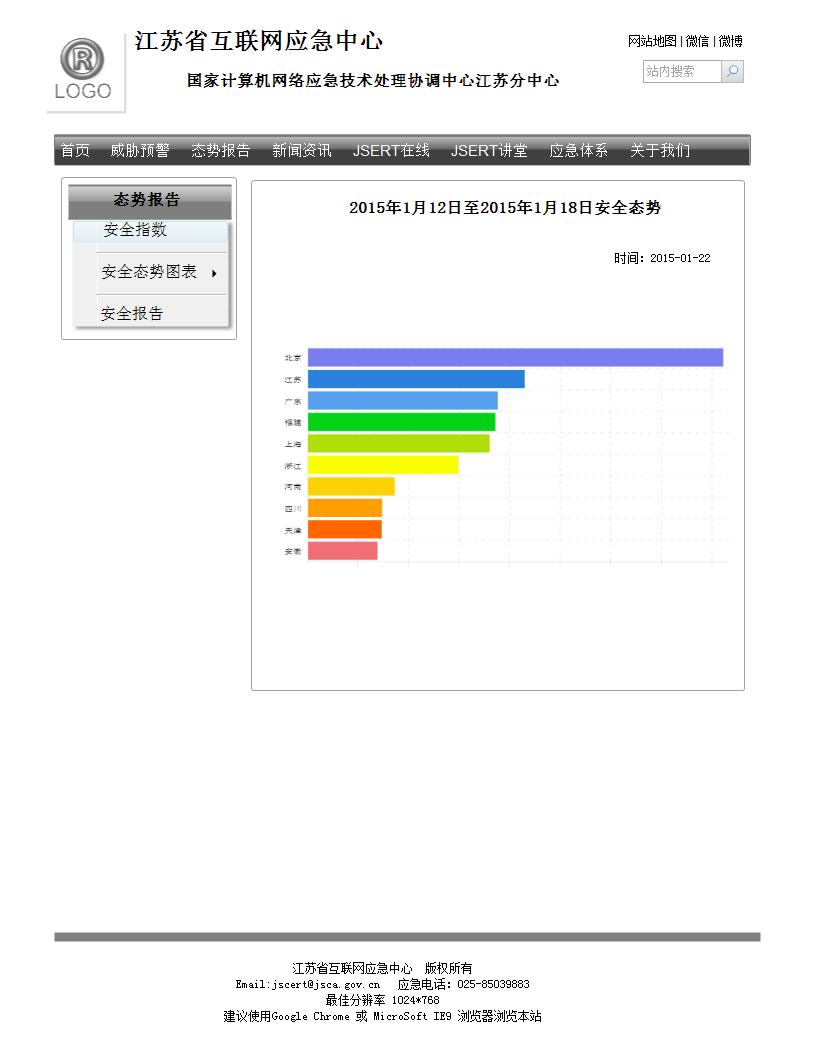 江苏省互联网应急中心
网站地图 | 微信 | 微博
R
LOGO
国家计算机网络应急技术处理协调中心江苏分中心
站内搜索
首页 威胁预警 态势报告 新闻资讯 JSERT在线 JSERT讲堂 应急体系 关于我们
态势报告
安全指数
安全态势图表
安全报告
2015年1月12日至2015年1月18日安全态势
时间：2015-01-22
北京
江苏
广东
福建
上海
浙江
河南
四川
天津
安徽
江苏省互联网应急中心 版权所有
Email:jscert@jsca.gov.cn 应急电话：025-85039883
最佳分辨率 1024*768
建议使用Google Chrome 或 MicroSoft IE9 浏览器浏览本站